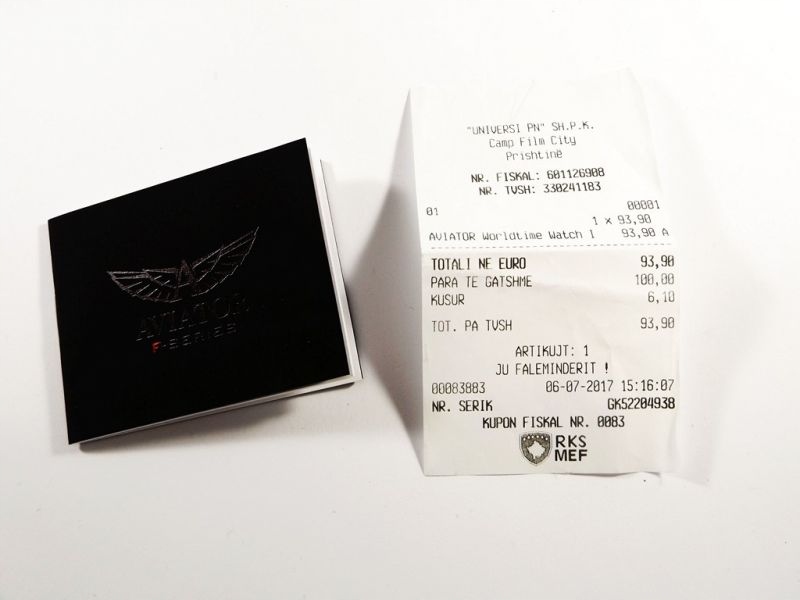 AVIATOR
F-SERIES
"UNIVERSI PN" SH.P.K.
Camp Film City
Prishtinë
NR. FISKAL: 601126908
NR. TVSH: 330241183
01 00001
1 x 93,90
AVIATOR Worldtime Watch 1 93,90 A
TOTALI NE EURO 93,90
PARA TE GATSHME 100,00
KUSUR 6,10
TOT. PA TVSH 93,90
ARTIKUJT: 1
JU FALEMINDERIT !
00083883 06-07-2017 15:16:07
NR. SERIK GK52204938
KUPON FISKAL NR. 0083
RKS
MEF